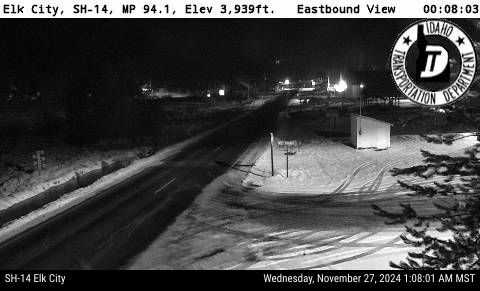 Elk City, SH-14, MP 94.1, Elev 3,939ft. Eastbound View 00:08:03
IDAHO
TRANSPORTATION DEPARTMENT
SH-14 Elk City Wednesday, November 27, 2024 1:08:01 AM MST